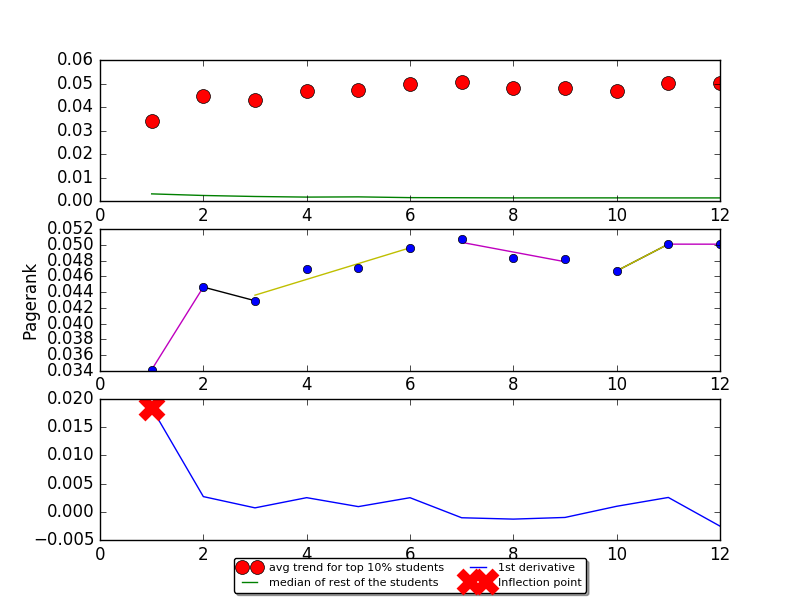 0.06
0.05
0.04
0.03
0.02
0.01
0.00
0 2 4 6 8 10 12
0.052
0.050
0.048
0.046
0.044
0.042
0.040
0.038
0.036
0.034
Pagerank
0 2 4 6 8 10 12
0.020
0.015
0.010
0.005
0.000
−0.005
0 2 4 6 8 10 12
avg trend for top 10% students
median of rest of the students
1st derivative
Inflection point